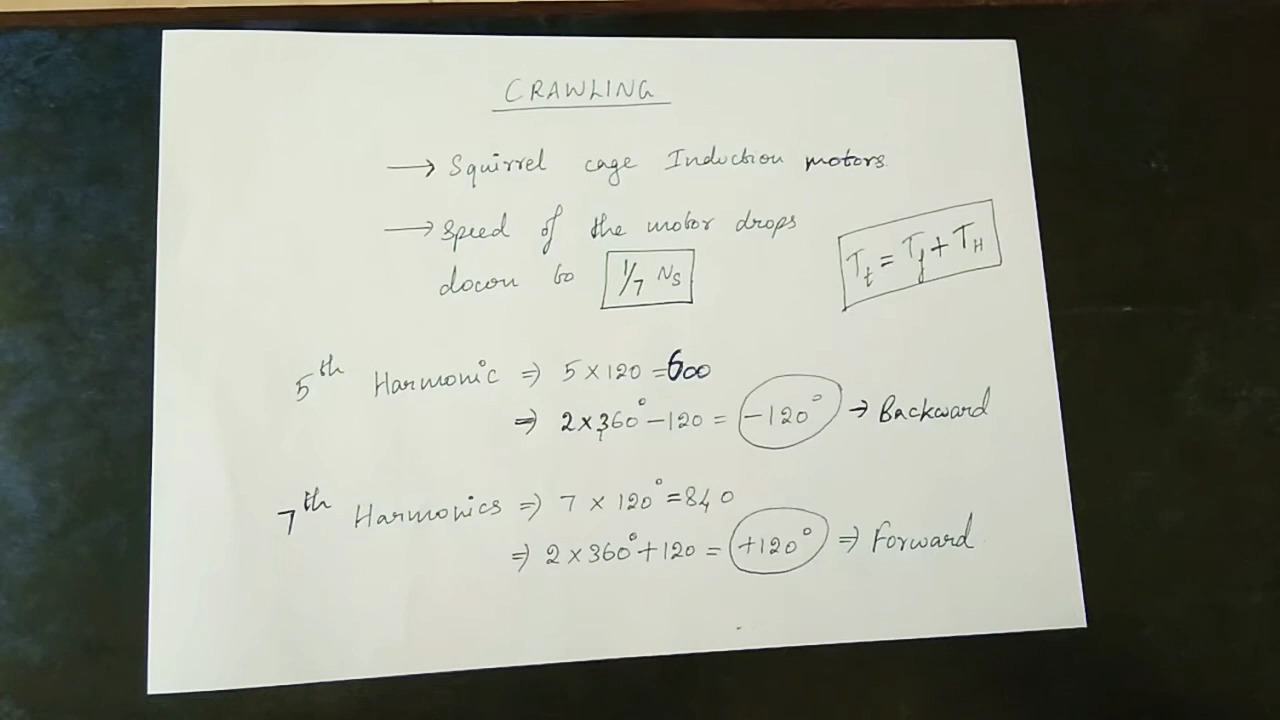 CRAWLING
→ Squirrel cage Induction motors
→ Speed of the motor drops
down to 1/7 Ns
Tt = Tf + TH
5th Harmonic ⇒ 5 × 120 = 600
⇒ 2 × 360° − 120 = −120° → Backward
7th Harmonics ⇒ 7 × 120° = 840
⇒ 2 × 360° + 120 = +120° ⇒ Forward